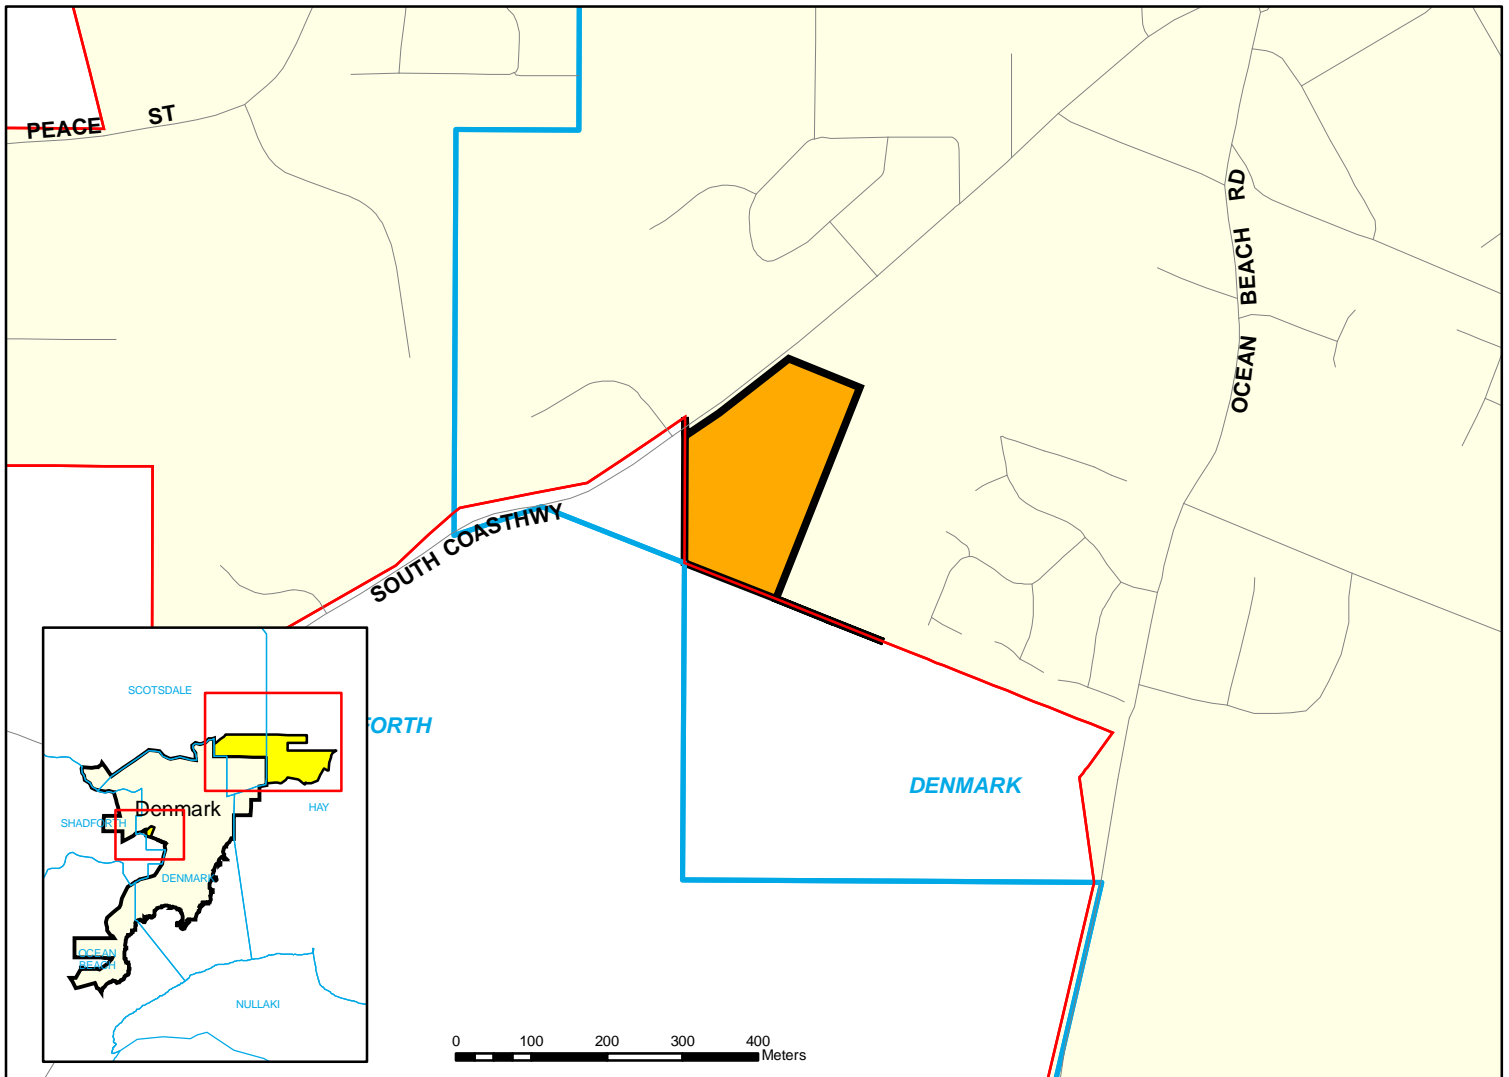 PEACE ST
OCEAN BEACH RD
SOUTH COASTHWY
FORTH
DENMARK
SCOTSDALE
Denmark
HAY
SHADFORTH
DENMARK
OCEAN
BEACH
NULLAKI
0 100 200 300 400
Meters